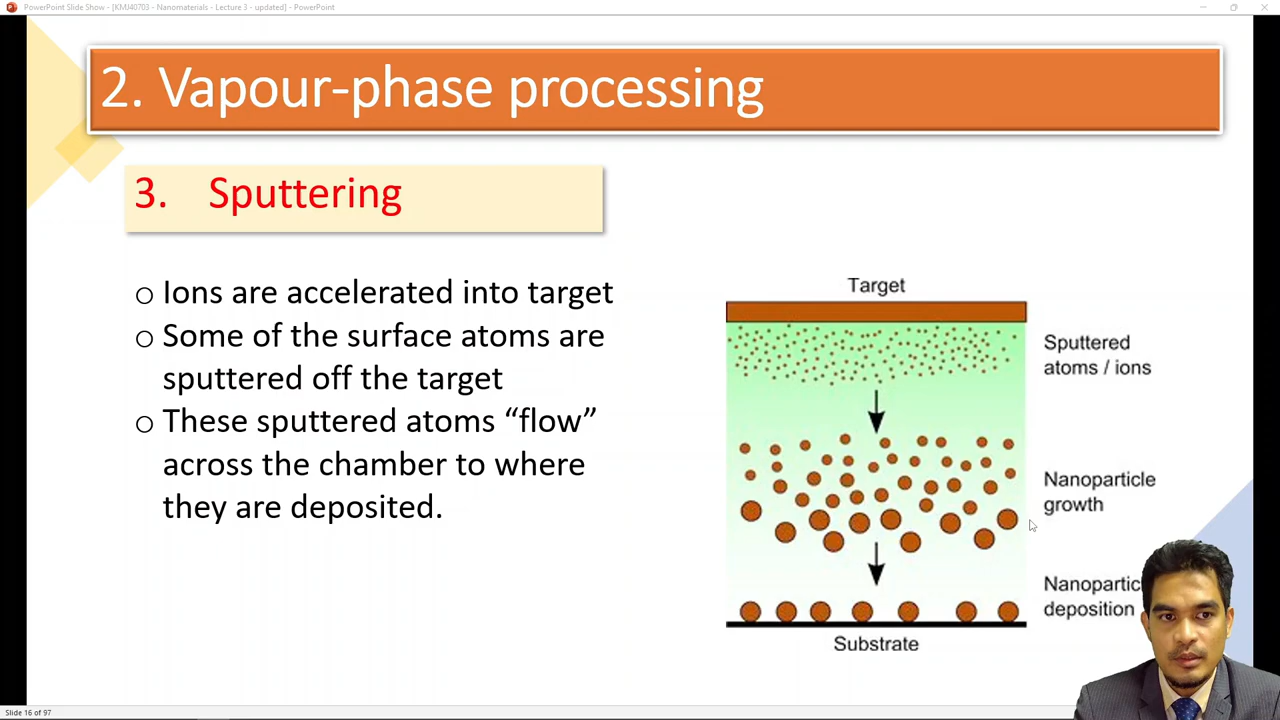 PowerPoint Slide Show - [KMJ40703 - Nanomaterials - Lecture 3 - updated] - PowerPoint
2. Vapour-phase processing
3. Sputtering
o Ions are accelerated into target
o Some of the surface atoms are
sputtered off the target
o These sputtered atoms “flow”
across the chamber to where
they are deposited.
Target
Sputtered
atoms / ions
Nanoparticle
growth
Nanopartic
deposition
Substrate
Slide 16 of 97